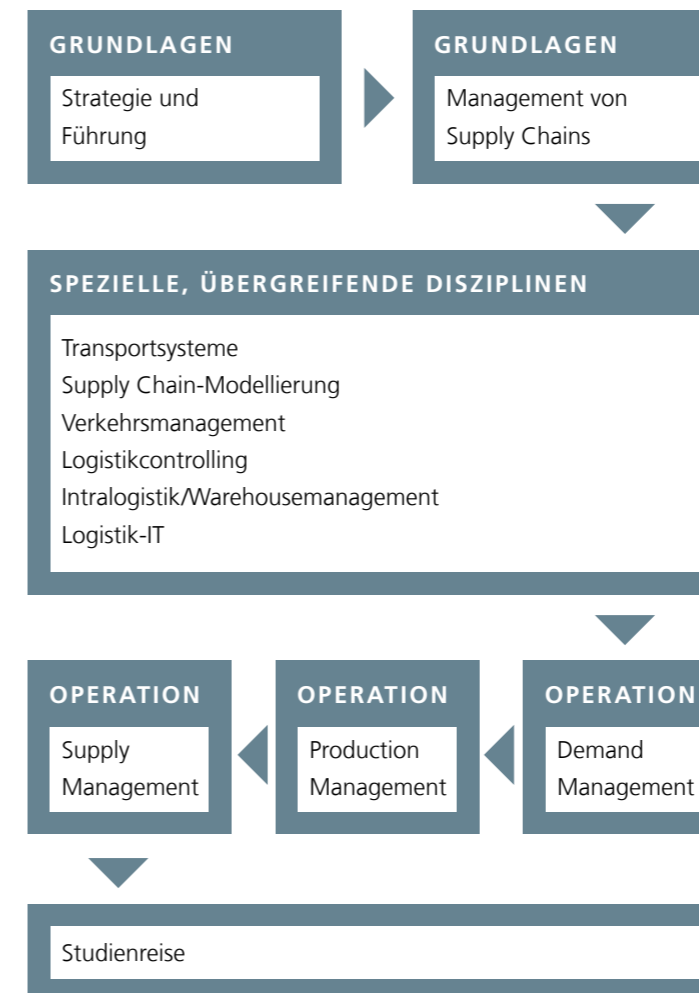 GRUNDLAGEN
Strategie und
Führung
GRUNDLAGEN
Management von
Supply Chains
SPEZIELLE, ÜBERGREIFENDE DISZIPLINEN
Transportsysteme
Supply Chain-Modellierung
Verkehrsmanagement
Logistikcontrolling
Intralogistik/Warehousemanagement
Logistik-IT
OPERATION
Supply
Management
OPERATION
Production
Management
OPERATION
Demand
Management
Studienreise